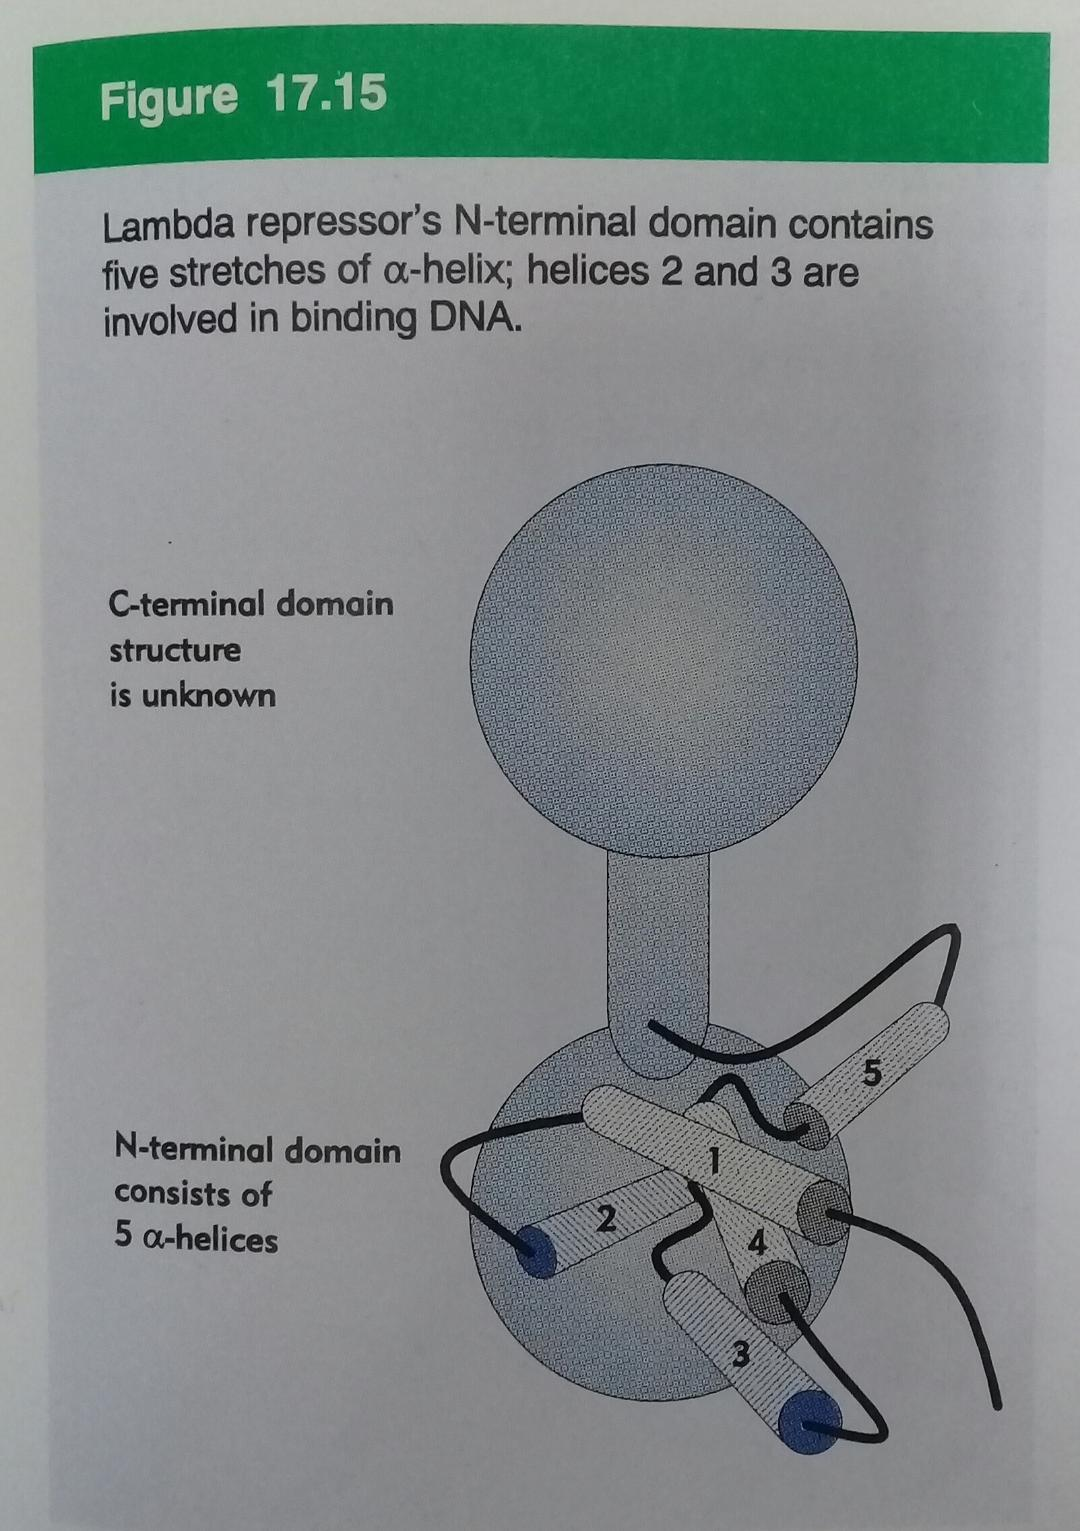 Figure 17.15
Lambda repressor's N-terminal domain contains
five stretches of α-helix; helices 2 and 3 are
involved in binding DNA.
C-terminal domain
structure
is unknown
5
N-terminal domain
consists of
5 α-helices
1
2
4
3